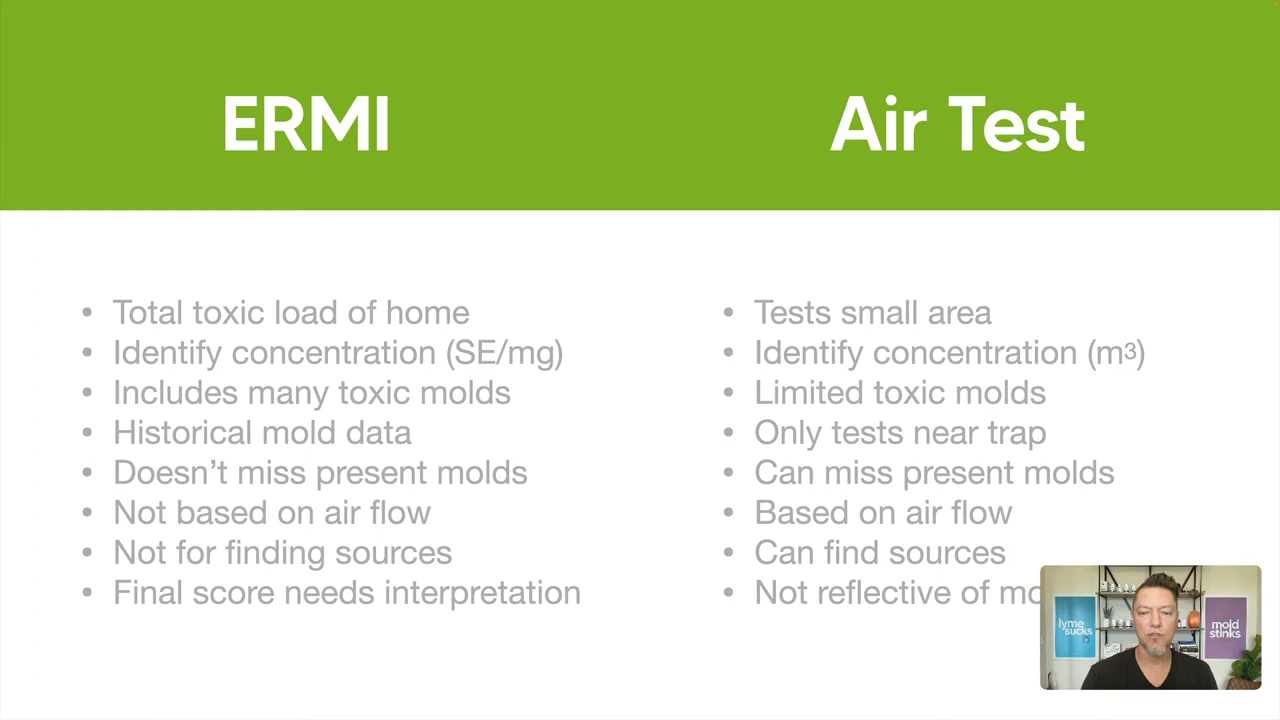 ERMI
Air Test
• Total toxic load of home
• Identify concentration (SE/mg)
• Includes many toxic molds
• Historical mold data
• Doesn’t miss present molds
• Not based on air flow
• Not for finding sources
• Final score needs interpretation
• Tests small area
• Identify concentration (m³)
• Limited toxic molds
• Only tests near trap
• Can miss present molds
• Based on air flow
• Can find sources
• Not reflective of
lyme
sucks
mold
stinks